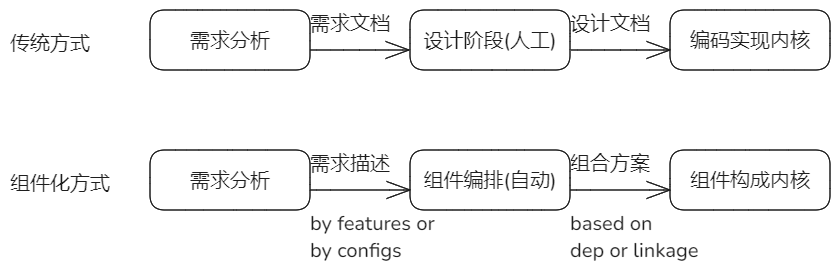 传统方式
需求分析
需求文档
设计阶段(人工)
设计文档
编码实现内核
组件化方式
需求分析
需求描述
by features or
by configs
组件编排(自动)
组合方案
based on
dep or linkage
组件构成内核